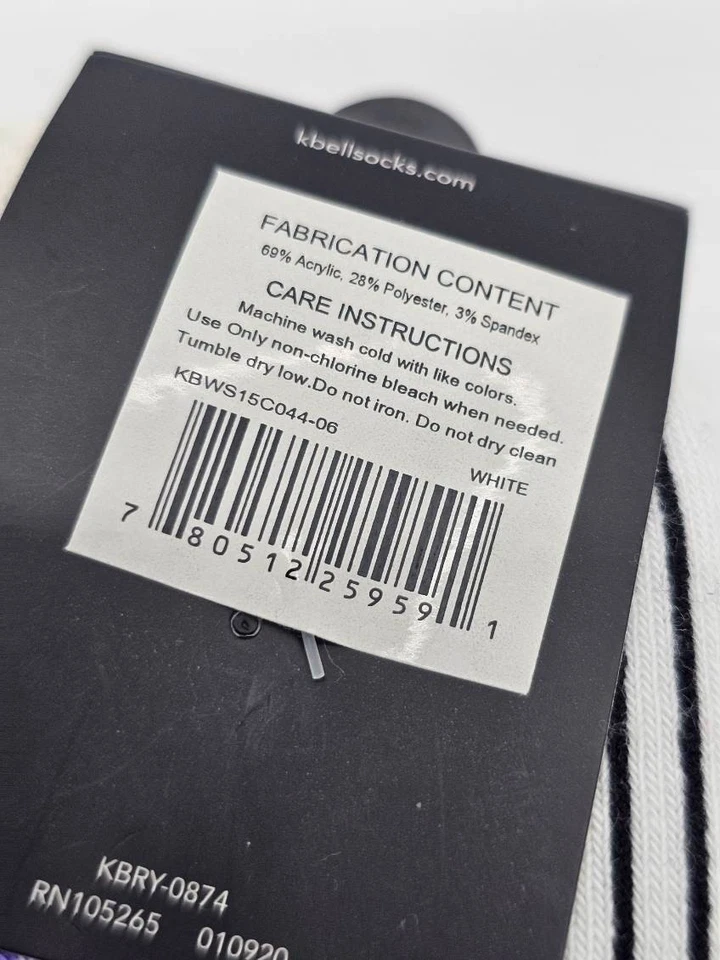 kbellsocks.com
FABRICATION CONTENT
69% Acrylic, 28% Polyester, 3% Spandex
CARE INSTRUCTIONS
Machine wash cold with like colors.
Use Only non-chlorine bleach when needed.
Tumble dry low.Do not iron. Do not dry clean
KBWS15C044-06
WHITE
7 80512 25959 1
KBRY-0874
RN105265 010920